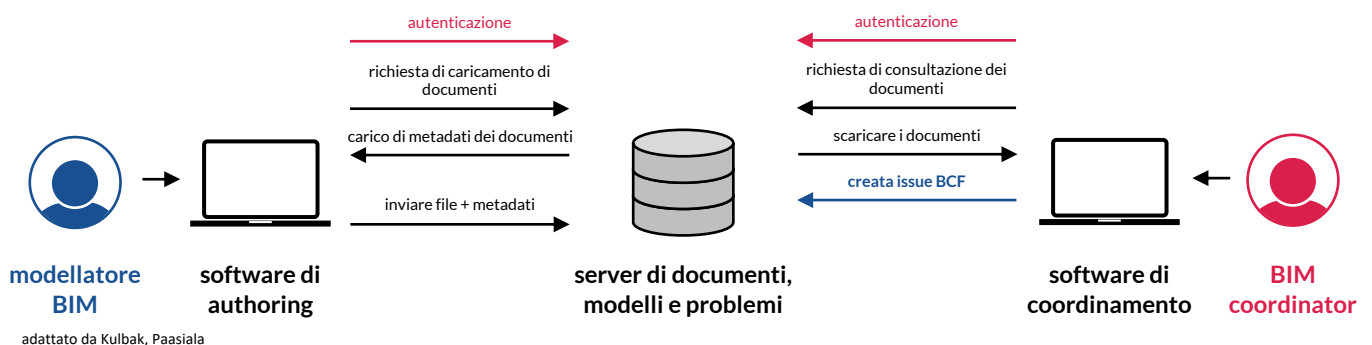 autenticazione
richiesta di caricamento di
documenti
carico di metadati dei documenti
inviare file + metadati
autenticazione
richiesta di consultazione dei
documenti
scaricare i documenti
creata issue BCF
modellatore
BIM
software di
authoring
server di documenti,
modelli e problemi
software di
coordinamento
BIM
coordinator
adattato da Kulbak, Paasiala